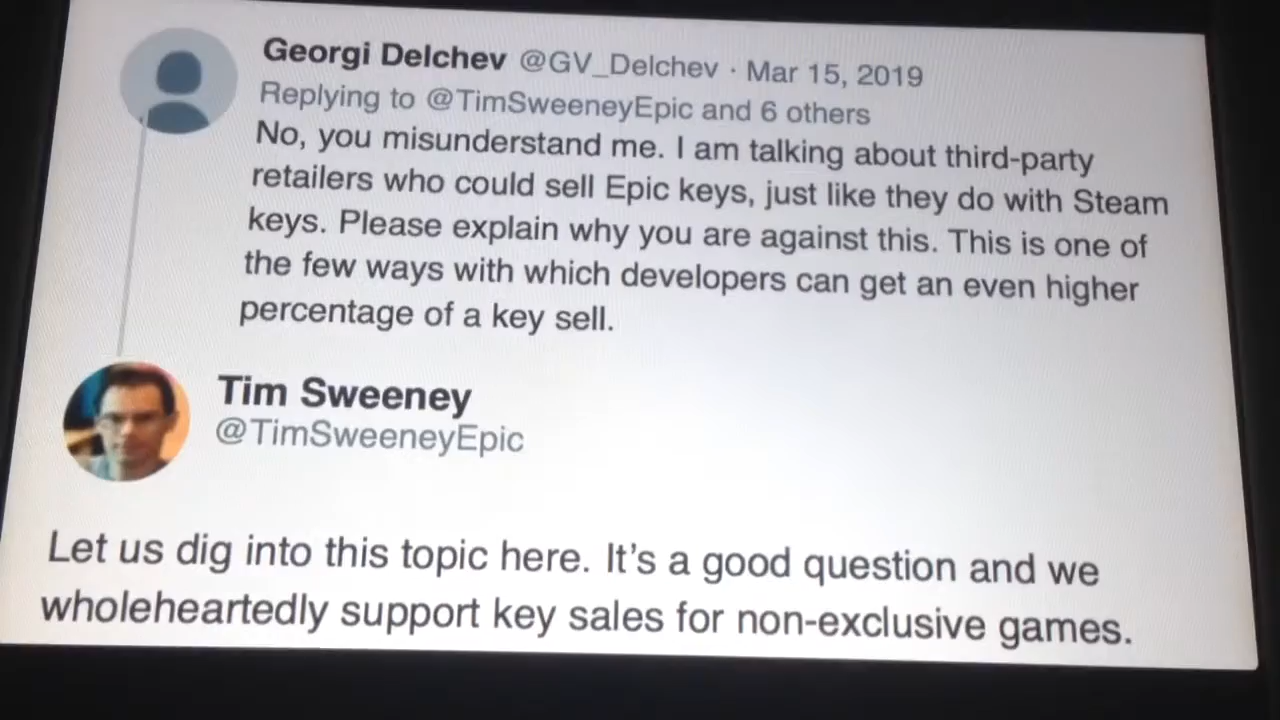 Georgi Delchev @GV_Delchev · Mar 15, 2019
Replying to @TimSweeneyEpic and 6 others
No, you misunderstand me. I am talking about third-party
retailers who could sell Epic keys, just like they do with Steam
keys. Please explain why you are against this. This is one of
the few ways with which developers can get an even higher
percentage of a key sell.
Tim Sweeney
@TimSweeneyEpic
Let us dig into this topic here. It’s a good question and we
wholeheartedly support key sales for non-exclusive games.